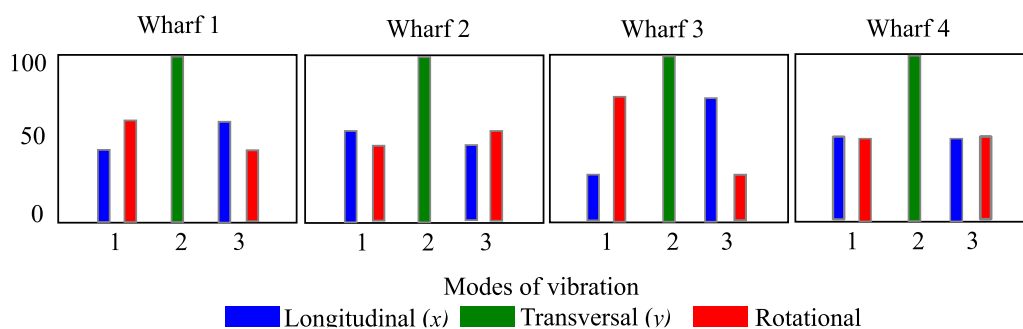 Wharf 1 Wharf 2 Wharf 3 Wharf 4
100
50
0
1 2 3 1 2 3 1 2 3 1 2 3
Modes of vibration
Longitudinal (x) Transversal (y) Rotational